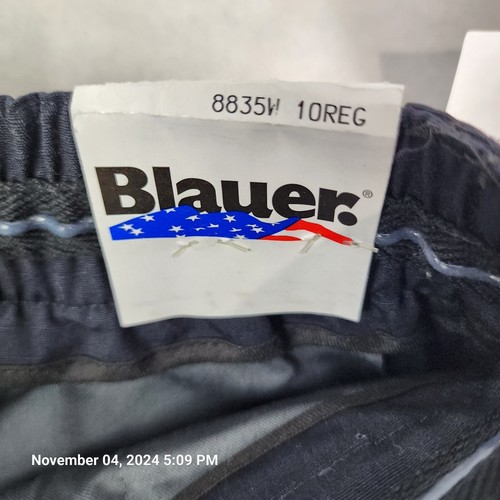 8835W 10REG
Blauer.®
November 04, 2024 5:09 PM